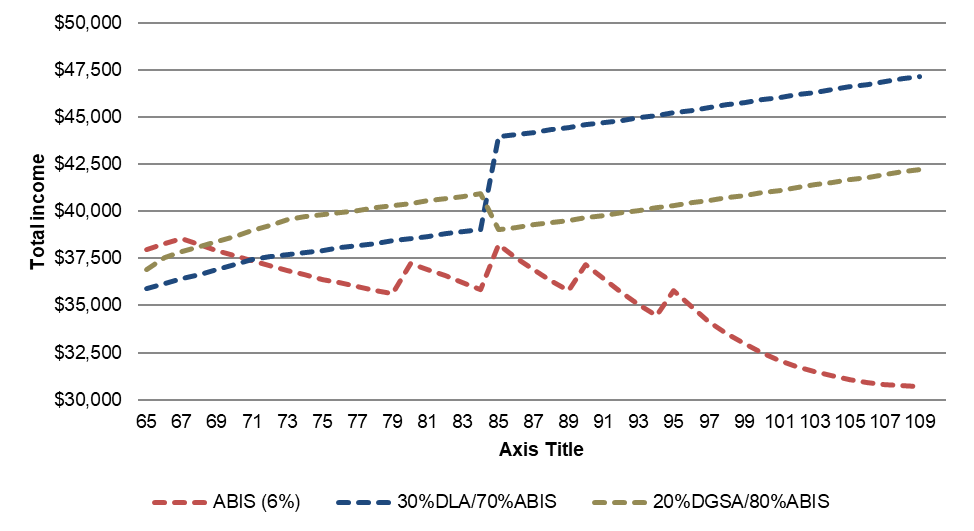 $50,000
$47,500
$45,000
$42,500
$40,000
$37,500
$35,000
$32,500
$30,000
Total income
65 67 69 71 73 75 77 79 81 83 85 87 89 91 93 95 97 99 101 103 105 107 109
Axis Title
ABIS (6%) 30%DLA/70%ABIS 20%DGSA/80%ABIS